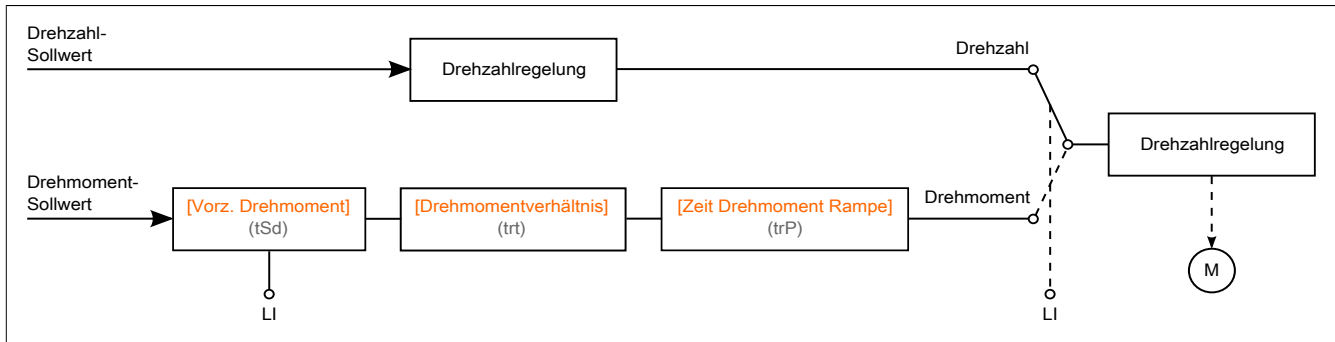 Drehzahl-
Sollwert
Drehzahlregelung
Drehzahl
Drehzahlregelung
Drehmoment-
Sollwert
[Vorz. Drehmoment]
(tSd)
[Drehmomentverhältnis]
(trt)
[Zeit Drehmoment Rampe]
(trP)
Drehmoment
M
LI
LI